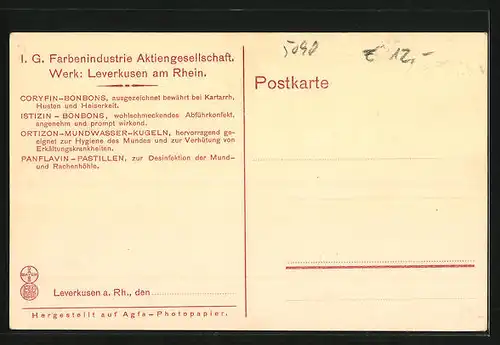 I. G. Farbenindustrie Aktiengesellschaft.
Werk: Leverkusen am Rhein.
CORYFIN-BONBONS, ausgezeichnet bewährt bei Kartarrh,
Husten und Heiserkeit.
ISTIZIN - BONBONS, wohlschmeckendes Abführkonfekt,
angenehm und prompt wirkend.
ORTIZON-MUNDWASSER-KUGELN, hervorragend ge-
eignet zur Hygiene des Mundes und zur Verhütung von
Erkältungskrankheiten.
PANFLAVIN-PASTILLEN, zur Desinfektion der Mund-
und Rachenhöhle.
Leverkusen a. Rh., den
Hergestellt auf Agfa-Photopapier.
Postkarte
12,-